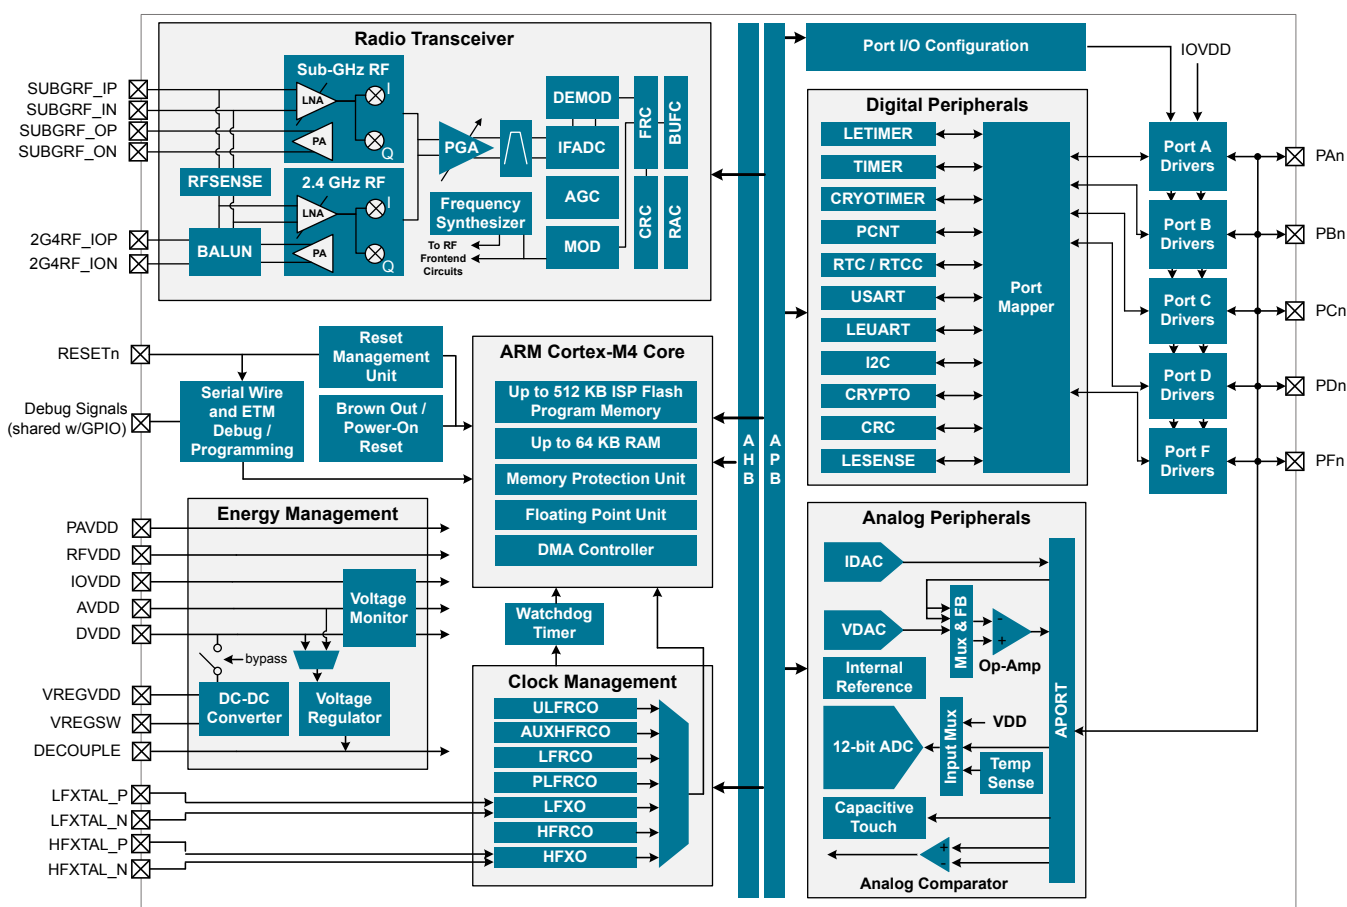 Radio Transceiver
SUBGRF_IP
SUBGRF_IN
SUBGRF_OP
SUBGRF_ON
2G4RF_IOP
2G4RF_ION
Sub-GHz RF
LNA
I
PA
Q
RFSENSE
2.4 GHz RF
LNA
I
PA
Q
BALUN
PGA
Frequency
Synthesizer
To RF
Frontend
Circuits
DEMOD
IFADC
AGC
MOD
FRC
BUFC
CRC
RAC
RESETn
Debug Signals
(shared w/GPIO)
Reset
Management
Unit
Serial Wire
and ETM
Debug /
Programming
Brown Out /
Power-On
Reset
ARM Cortex-M4 Core
Up to 512 KB ISP Flash
Program Memory
Up to 64 KB RAM
Memory Protection Unit
Floating Point Unit
DMA Controller
Watchdog
Timer
Energy Management
PAVDD
RFVDD
IOVDD
AVDD
DVDD
VREGVDD
VREGSW
DECOUPLE
Voltage
Monitor
bypass
DC-DC
Converter
Voltage
Regulator
LFXTAL_P
LFXTAL_N
HFXTAL_P
HFXTAL_N
Clock Management
ULFRCO
AUXHFRCO
LFRCO
PLFRCO
LFXO
HFRCO
HFXO
A
H
B
A
P
B
Port I/O Configuration
IOVDD
Digital Peripherals
LETIMER
TIMER
CRYOTIMER
PCNT
RTC / RTCC
USART
LEUART
I2C
CRYPTO
CRC
LESENSE
Port
Mapper
Port A
Drivers
Port B
Drivers
Port C
Drivers
Port D
Drivers
Port F
Drivers
PAn
PBn
PCn
PDn
PFn
Analog Peripherals
IDAC
VDAC
Mux & FB
-
+
Op-Amp
Internal
Reference
12-bit ADC
Input Mux
VDD
Temp
Sense
Capacitive
Touch
+
-
Analog Comparator
APORT